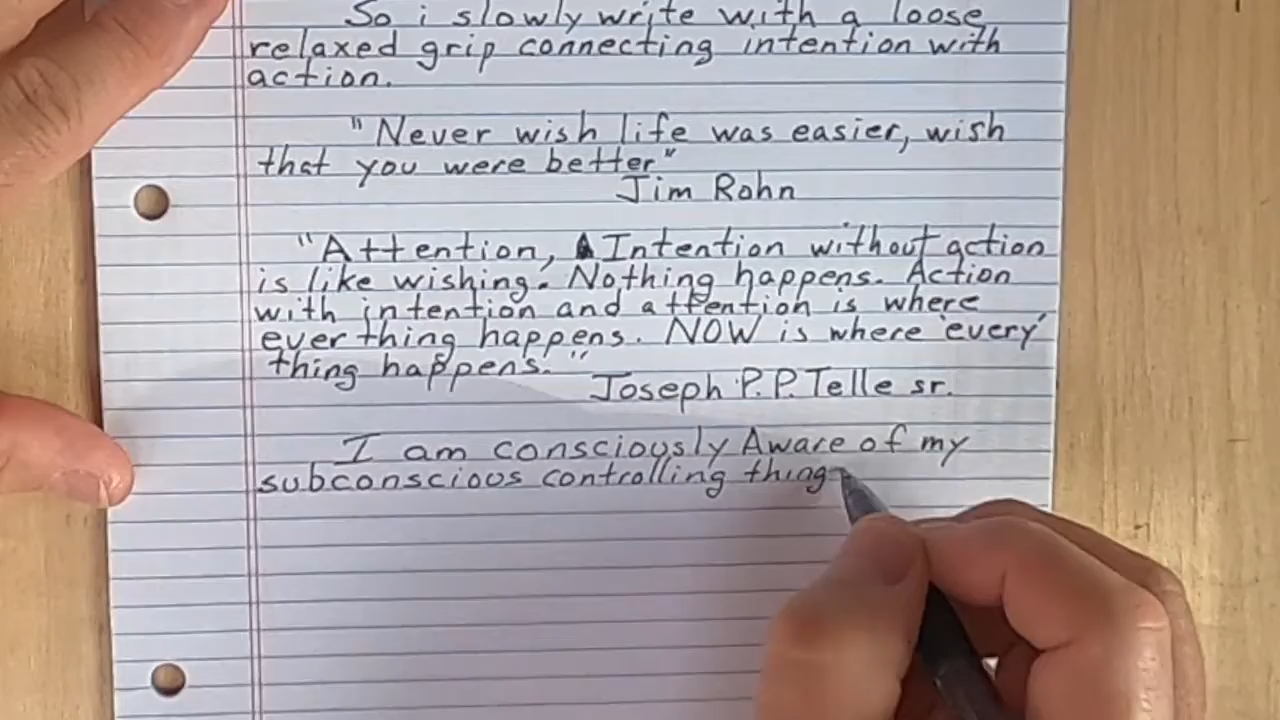 So i slowly write with a loose
relaxed grip connecting intention with
action.
"Never wish life was easier, wish
that you were better"
Jim Rohn
"Attention, Intention without action
is like wishing. Nothing happens. Action
with intention and attention is where
ever thing happens. NOW is where 'every'
thing happens."
Joseph P.P. Telle sr.
I am consciously Aware of my
subconscious controlling thing